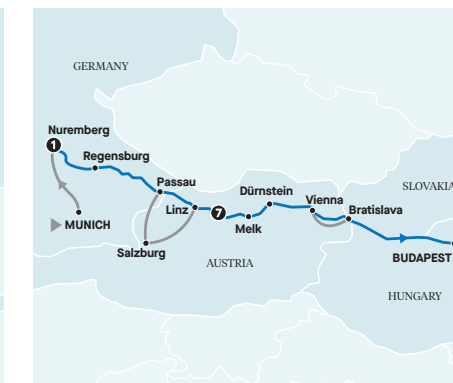 GERMANY
Nuremberg
1
Regensburg
Passau
MUNICH
Linz
7
Dürnstein
Vienna
SLOVAKIA
Bratislava
Melk
Salzburg
AUSTRIA
BUDAPEST
HUNGARY